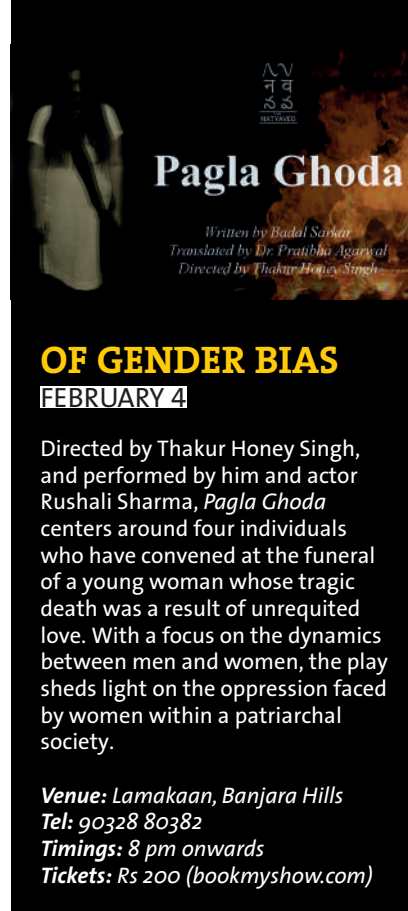 न व
న వ
NATYAVED
Pagla Ghoda
Written by Badal Sarkar
Translated by Dr. Pratibha Agarwal
Directed by Thakur Honey Singh
OF GENDER BIAS
FEBRUARY 4
Directed by Thakur Honey Singh,
and performed by him and actor
Rushali Sharma, Pagla Ghoda
centers around four individuals
who have convened at the funeral
of a young woman whose tragic
death was a result of unrequited
love. With a focus on the dynamics
between men and women, the play
sheds light on the oppression faced
by women within a patriarchal
society.
Venue: Lamakaan, Banjara Hills
Tel: 90328 80382
Timings: 8 pm onwards
Tickets: Rs 200 (bookmyshow.com)